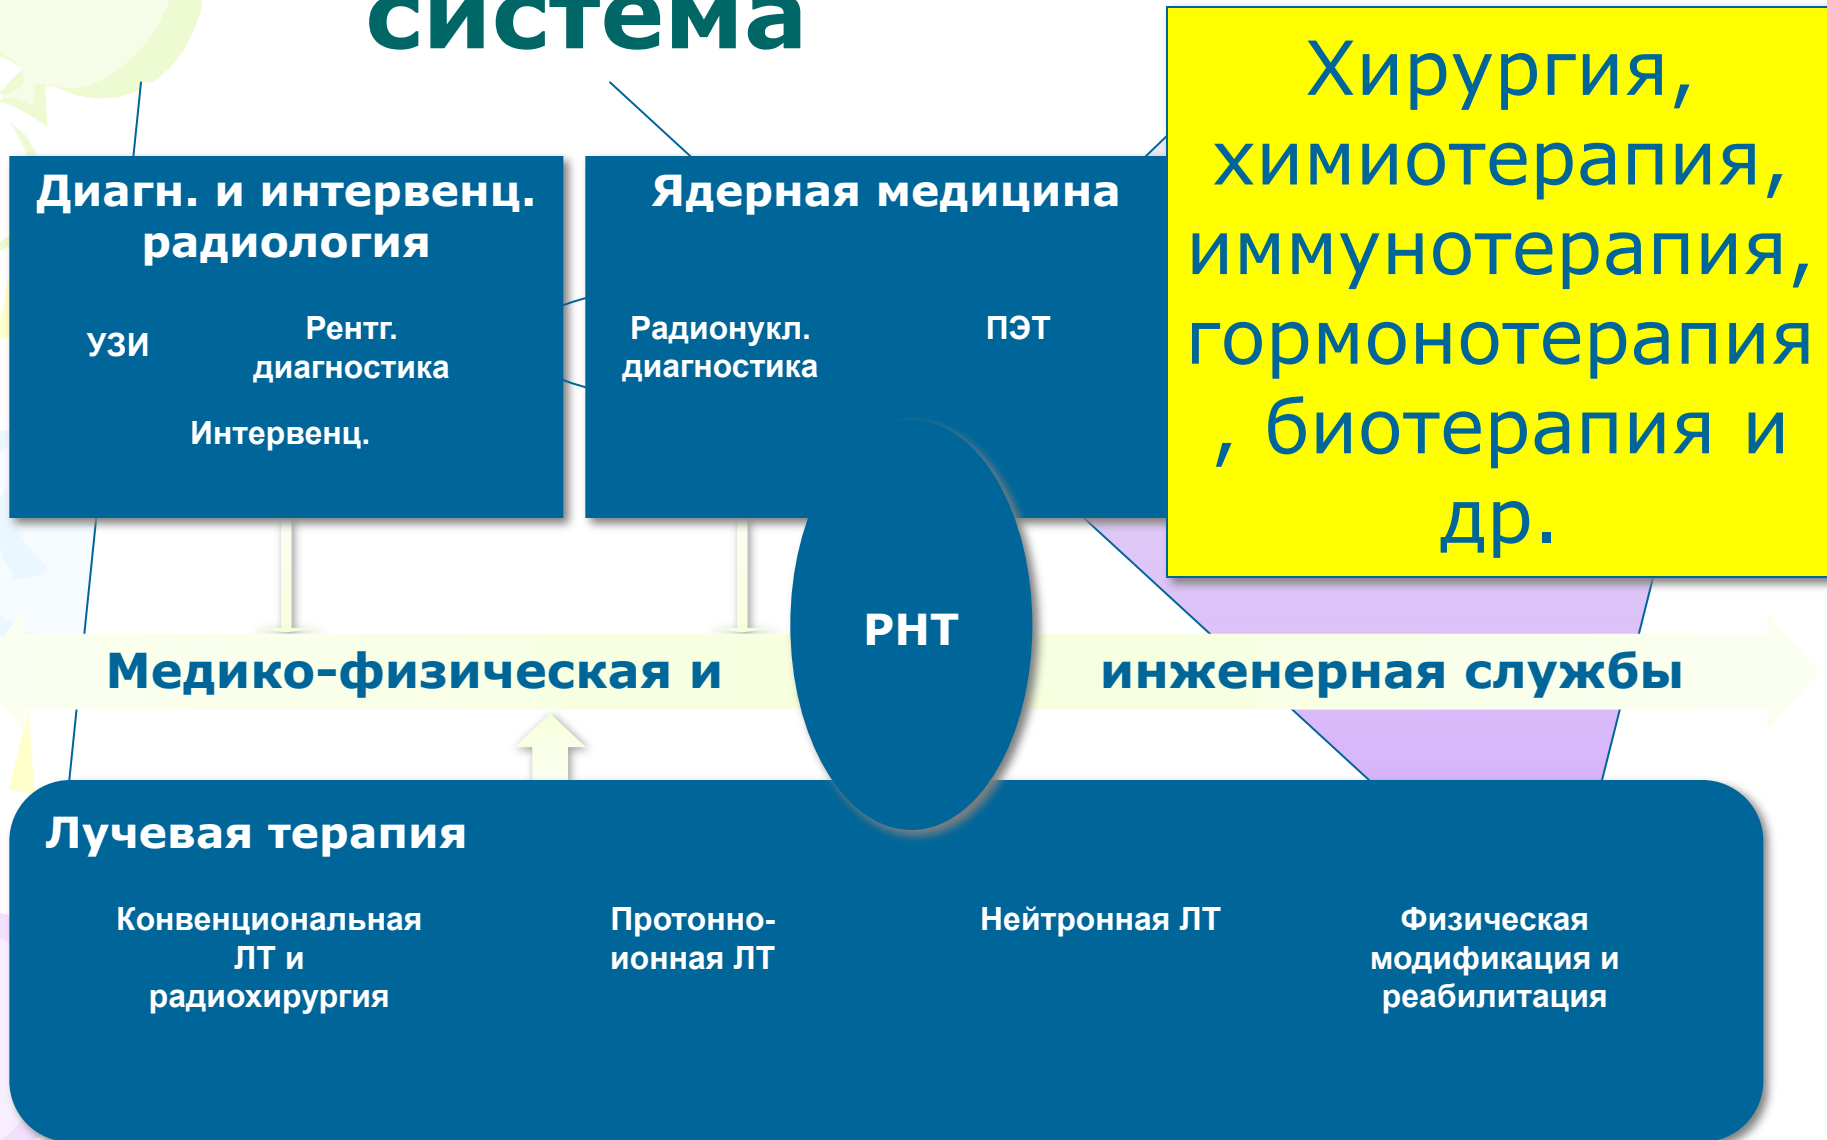 система
Хирургия,
химиотерапия,
иммунотерапия,
гормонотерапия
, биотерапия и
др.
Диагн. и интервенц.
радиология
УЗИ
Рентг.
диагностика
Интервенц.
Ядерная медицина
Радионукл.
диагностика
ПЭТ
РНТ
Медико-физическая и
инженерная службы
Лучевая терапия
Конвенциональная
ЛТ и
радиохирургия
Протонно-
ионная ЛТ
Нейтронная ЛТ
Физическая
модификация и
реабилитация